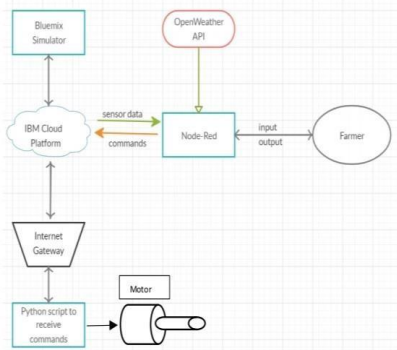 Bluemix
Simulator
OpenWeather
API
sensor data
IBM Cloud
Platform
commands
Node-Red
input
output
Farmer
Internet
Gateway
Motor
Python script to
receive
commands